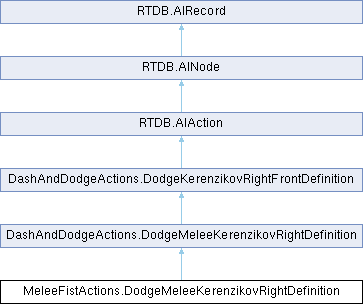 RTDB.AIRecord
RTDB.AINode
RTDB.AIAction
DashAndDodgeActions.DodgeKerenzikovRightFrontDefinition
DashAndDodgeActions.DodgeMeleeKerenzikovRightDefinition
MeleeFistActions.DodgeMeleeKerenzikovRightDefinition